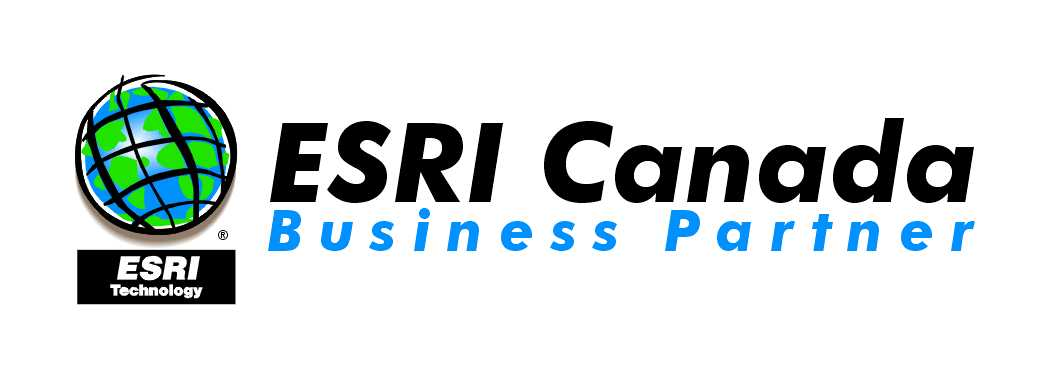 ESRI Canada
Business Partner
®
ESRI
Technology